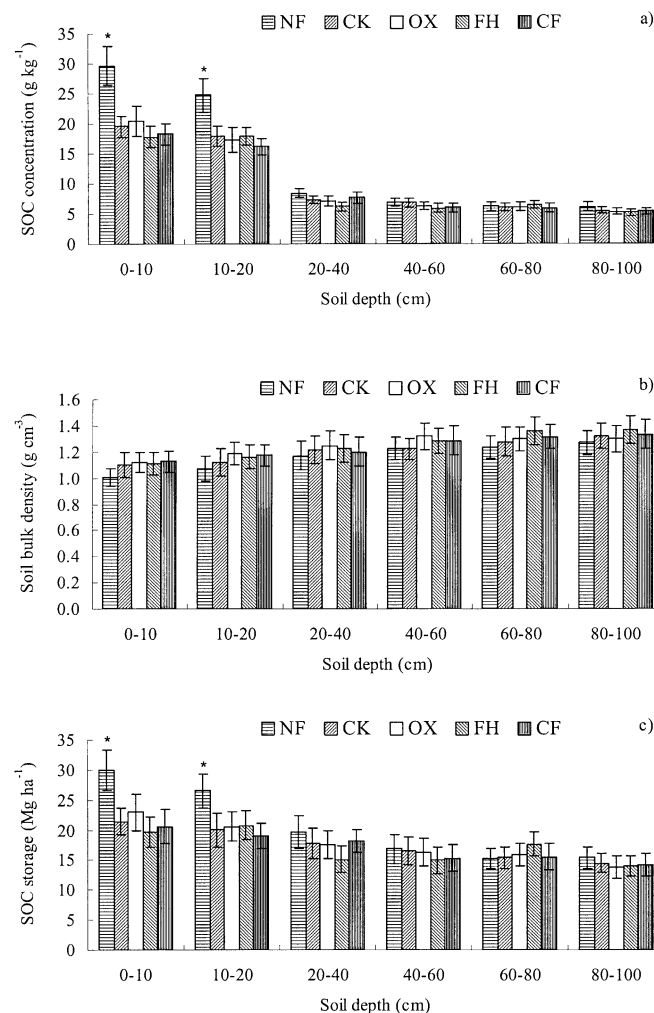 NF CK OX FH CF a)
35
30
25
20
15
10
5
0
SOC concentration (g kg-1)
*
*
0-10 10-20 20-40 40-60 60-80 80-100
Soil depth (cm)
b)
NF CK OX FH CF
1.6
1.4
1.2
1.0
0.8
0.6
0.4
0.2
0.0
Soil bulk density (g cm-3)
0-10 10-20 20-40 40-60 60-80 80-100
Soil depth (cm)
NF CK OX FH CF c)
35
30
25
20
15
10
5
0
SOC storage (Mg ha-1)
*
*
0-10 10-20 20-40 40-60 60-80 80-100
Soil depth (cm)